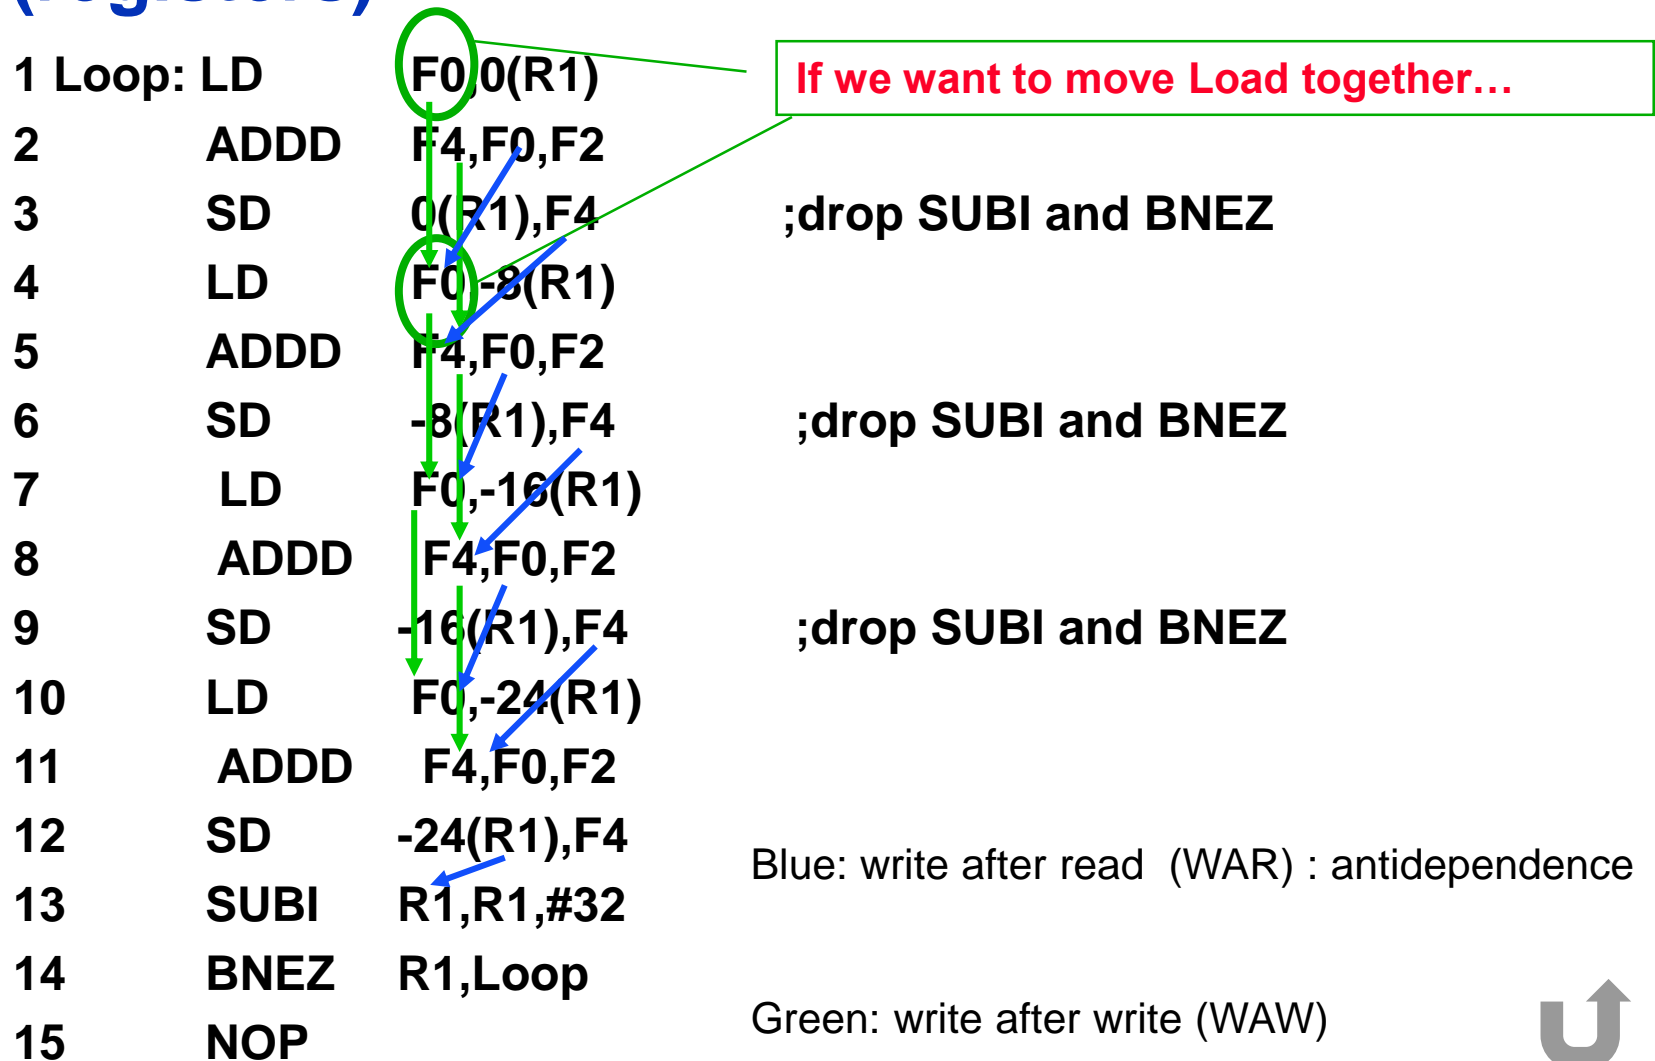 (registers)
1 Loop: LD F0,0(R1)
If we want to move Load together…
2 ADDD F4,F0,F2
3 SD 0(R1),F4 ;drop SUBI and BNEZ
4 LD F0,-8(R1)
5 ADDD F4,F0,F2
6 SD -8(R1),F4 ;drop SUBI and BNEZ
7 LD F0,-16(R1)
8 ADDD F4,F0,F2
9 SD -16(R1),F4 ;drop SUBI and BNEZ
10 LD F0,-24(R1)
11 ADDD F4,F0,F2
12 SD -24(R1),F4
Blue: write after read (WAR) : antidependence
13 SUBI R1,R1,#32
14 BNEZ R1,Loop
Green: write after write (WAW)
15 NOP